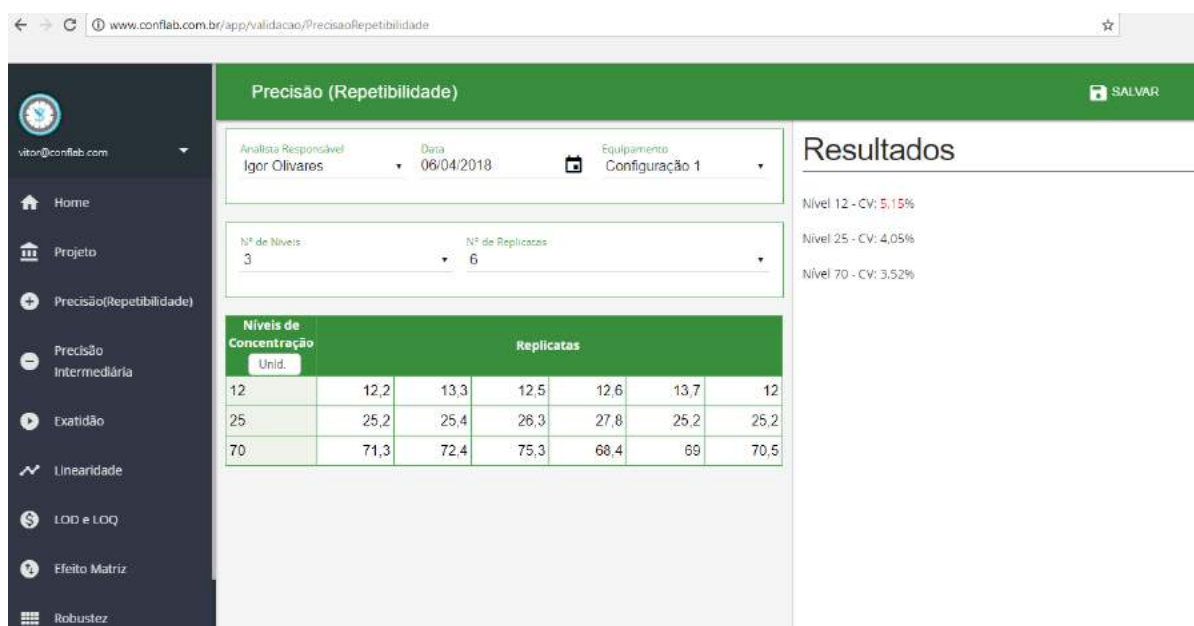 www.conflab.com.br/app/validacao/PrecisaoRepetibilidade
Precisão (Repetibilidade)
SALVAR
vitor@conflab.com
Home
Projeto
Precisão(Repetibilidade)
Precisão
Intermediária
Exatidão
Linearidade
LOD e LOQ
Efeito Matriz
Robustez
Analista Responsável Data Equipamento
Igor Olivares 06/04/2018 Configuração 1
Nº de Níveis Nº de Replicatas
3 6
Níveis de
Concentração Replicatas
Unid.
12 12,2 13,3 12,5 12,6 13,7 12
25 25,2 25,4 26,3 27,8 25,2 25,2
70 71,3 72,4 75,3 68,4 69 70,5
Resultados
Nível 12 - CV: 5,15%
Nível 25 - CV: 4,05%
Nível 70 - CV: 3,52%